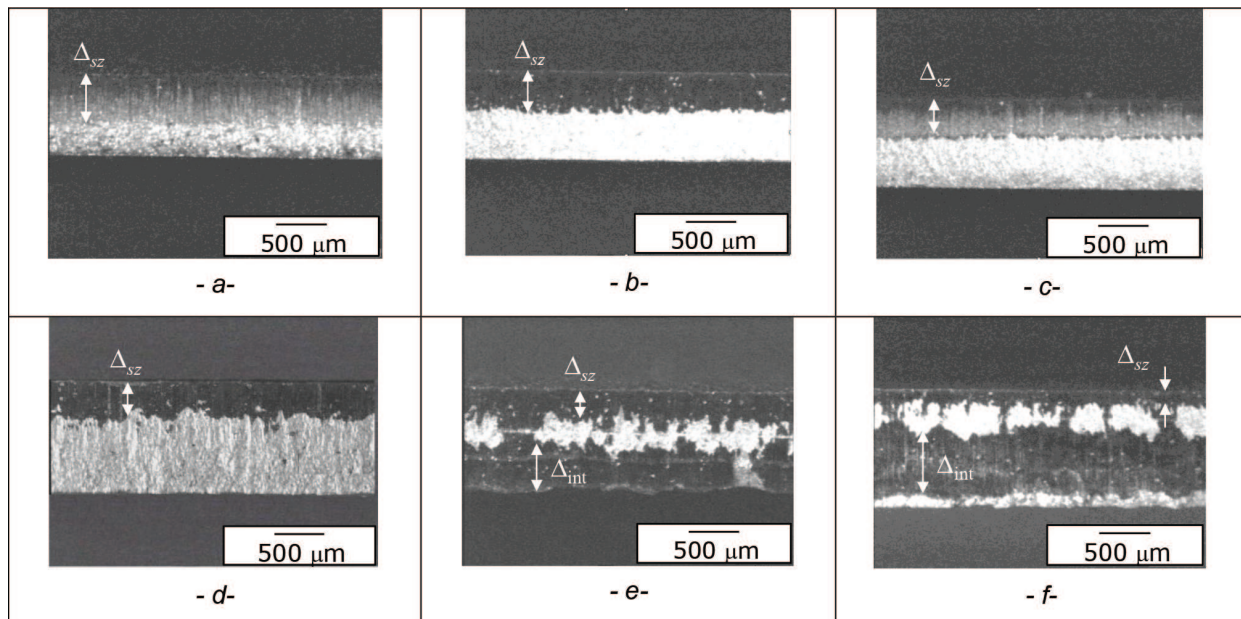 Δsz
500 μm
- a-
Δsz
500 μm
- b-
Δsz
500 μm
- c-
Δsz
500 μm
- d-
Δsz
Δint
500 μm
- e-
Δsz
Δint
500 μm
- f-